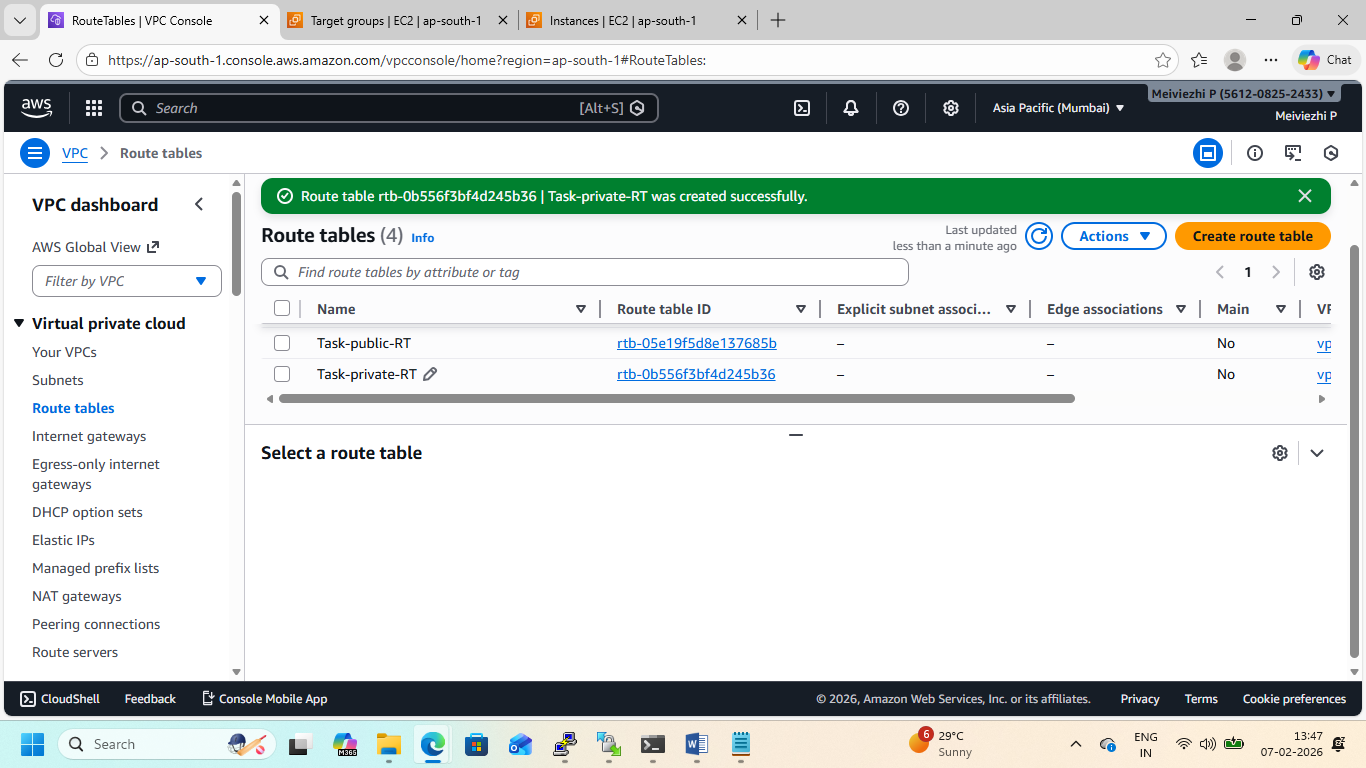 RouteTables | VPC Console
Target groups | EC2 | ap-south-1
Instances | EC2 | ap-south-1
https://ap-south-1.console.aws.amazon.com/vpcconsole/home?region=ap-south-1#RouteTables:
Chat
aws
Search [Alt+S]
Asia Pacific (Mumbai)
Meiviezhi P (5612-0825-2433)
Meiviezhi P
VPC > Route tables
VPC dashboard
AWS Global View
Filter by VPC
Virtual private cloud
Your VPCs
Subnets
Route tables
Internet gateways
Egress-only internet
gateways
DHCP option sets
Elastic IPs
Managed prefix lists
NAT gateways
Peering connections
Route servers
Route table rtb-0b556f3bf4d245b36 | Task-private-RT was created successfully.
Route tables (4) Info
Last updated
less than a minute ago
Actions
Create route table
Find route tables by attribute or tag
1
Name Route table ID Explicit subnet associ... Edge associations Main VP
Task-public-RT rtb-05e19f5d8e137685b – – No vp
Task-private-RT rtb-0b556f3bf4d245b36 – – No vp
Select a route table
CloudShell Feedback Console Mobile App © 2026, Amazon Web Services, Inc. or its affiliates. Privacy Terms Cookie preferences
Search
M365
6
29°C
Sunny
ENG
IN
13:47
07-02-2026